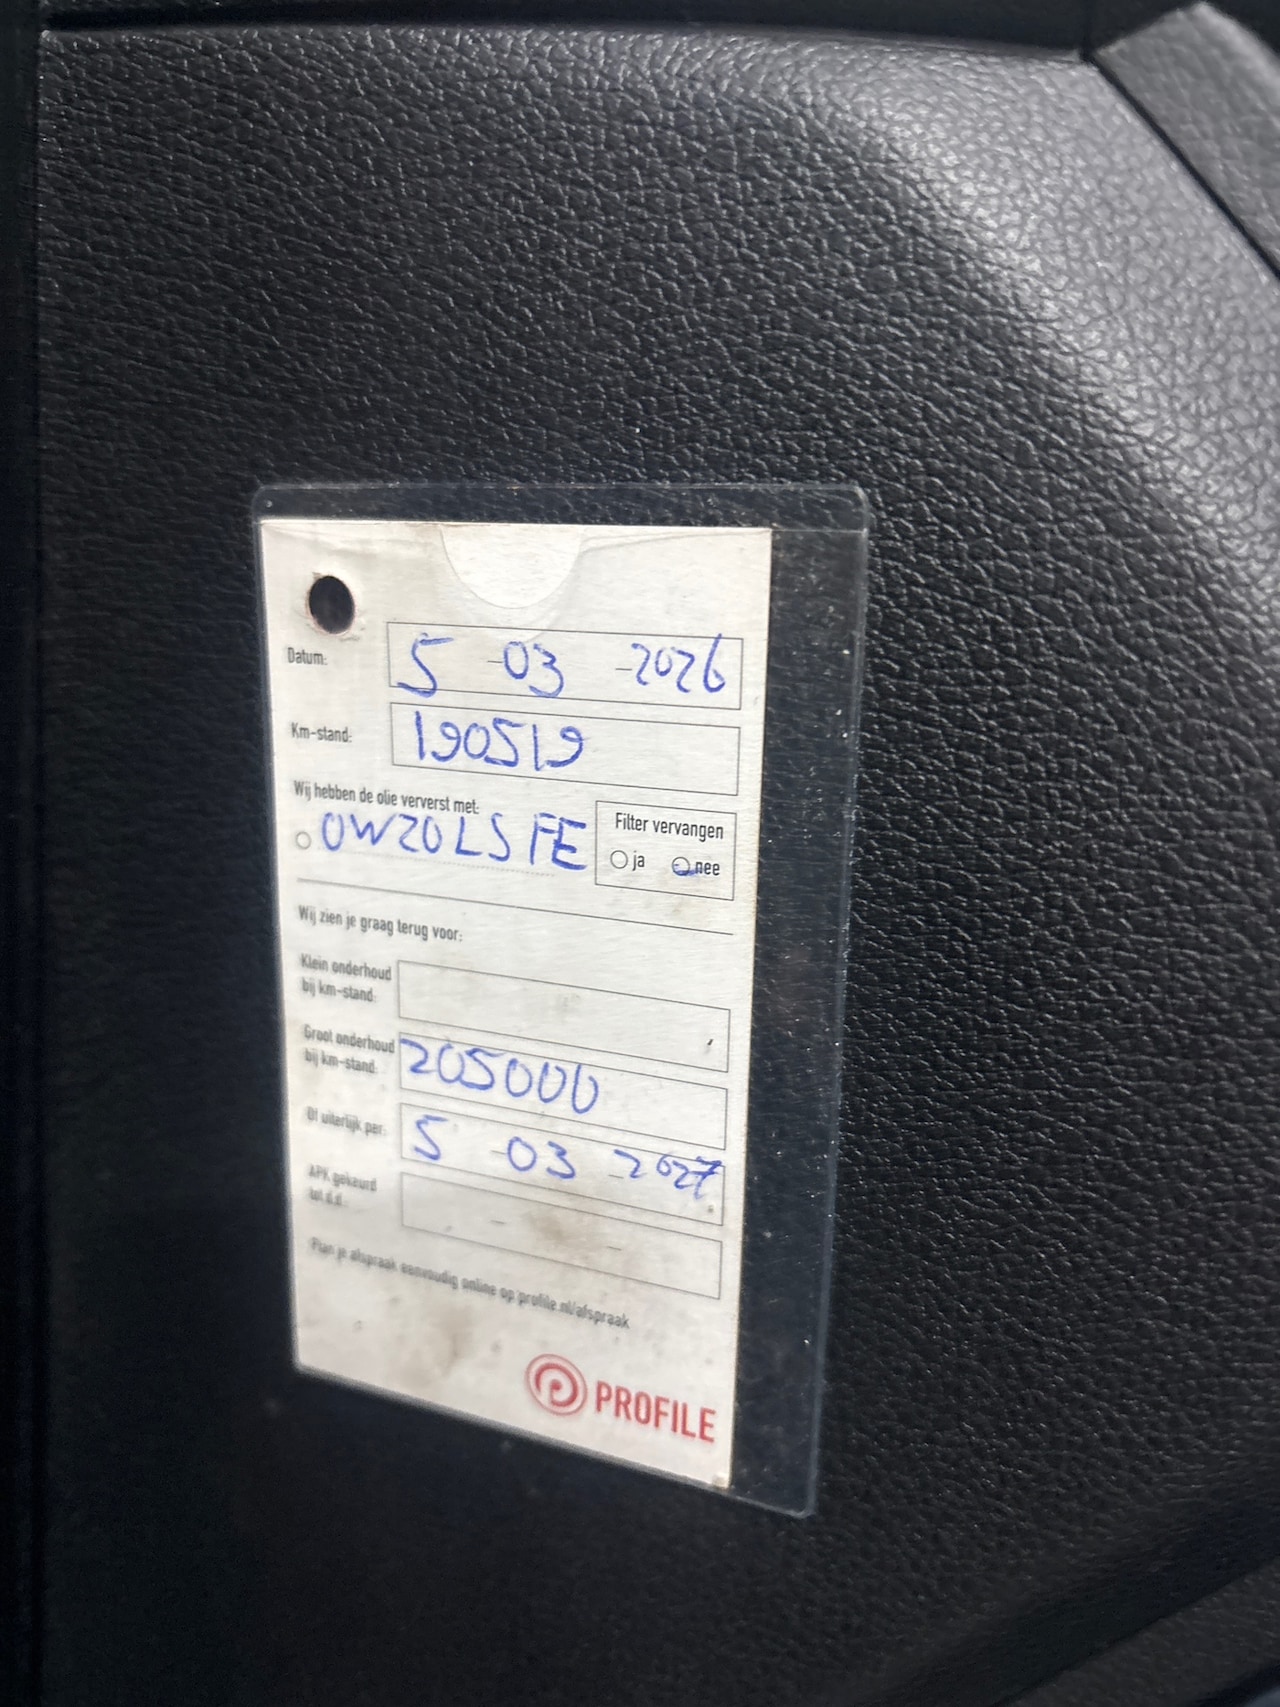 Datum: 5 -03 -2026
Km-stand: 190519
Wij hebben de olie ververst met:
0W20 LS FE
Filter vervangen
ja nee
Wij zien je graag terug voor:
Klein onderhoud
bij km-stand:
Groot onderhoud
bij km-stand: 205000
Of uiterlijk per: 5 -03 -2027
APK gekeurd
tot d.d.: - -
Plan je afspraak eenvoudig online op profile.nl/afspraak
PROFILE